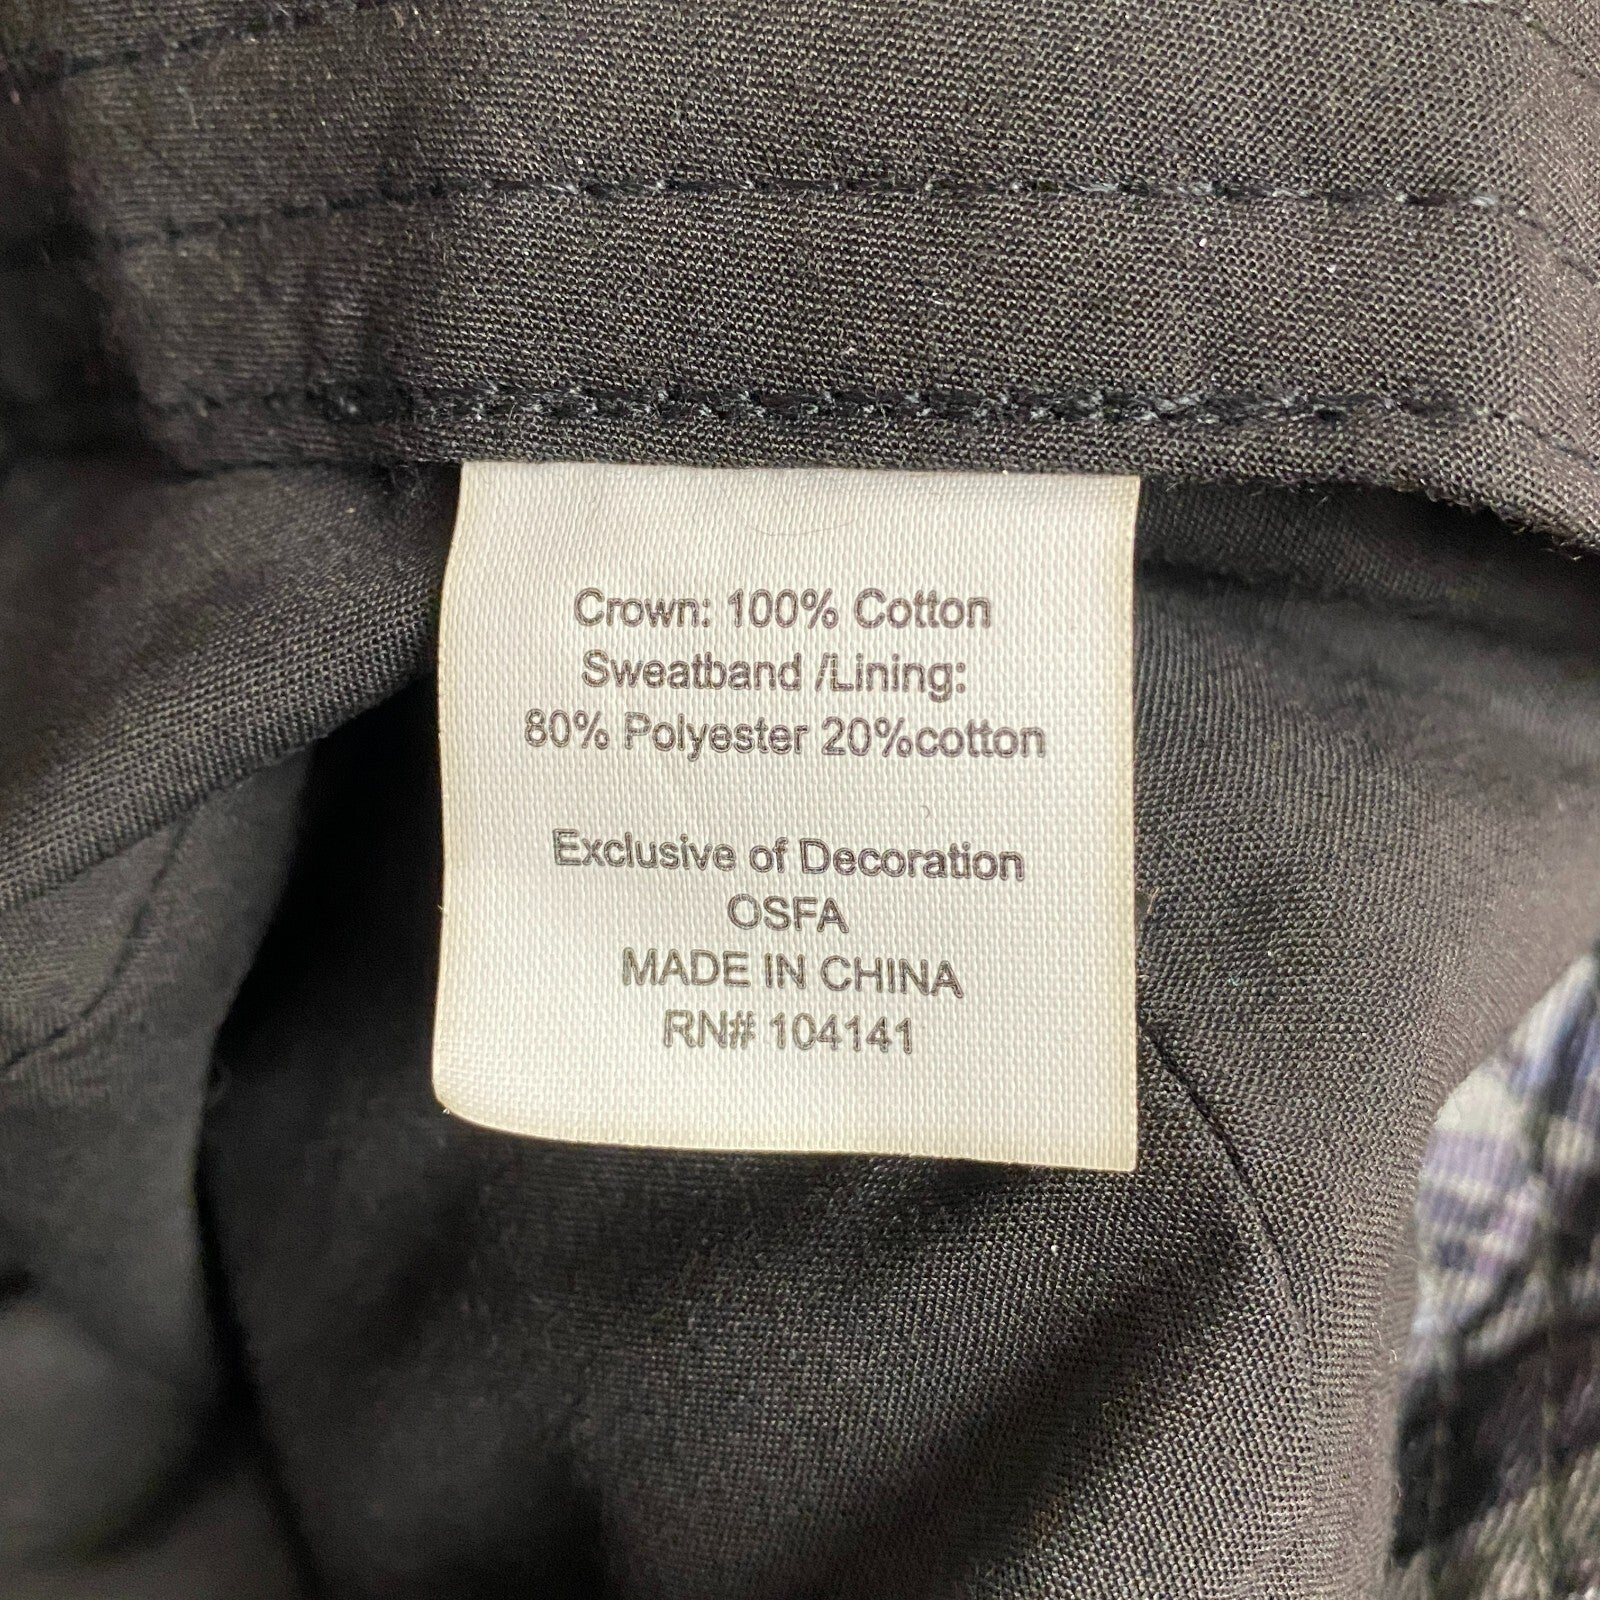 Crown: 100% Cotton
Sweatband /Lining:
80% Polyester 20%cotton
Exclusive of Decoration
OSFA
MADE IN CHINA
RN# 104141